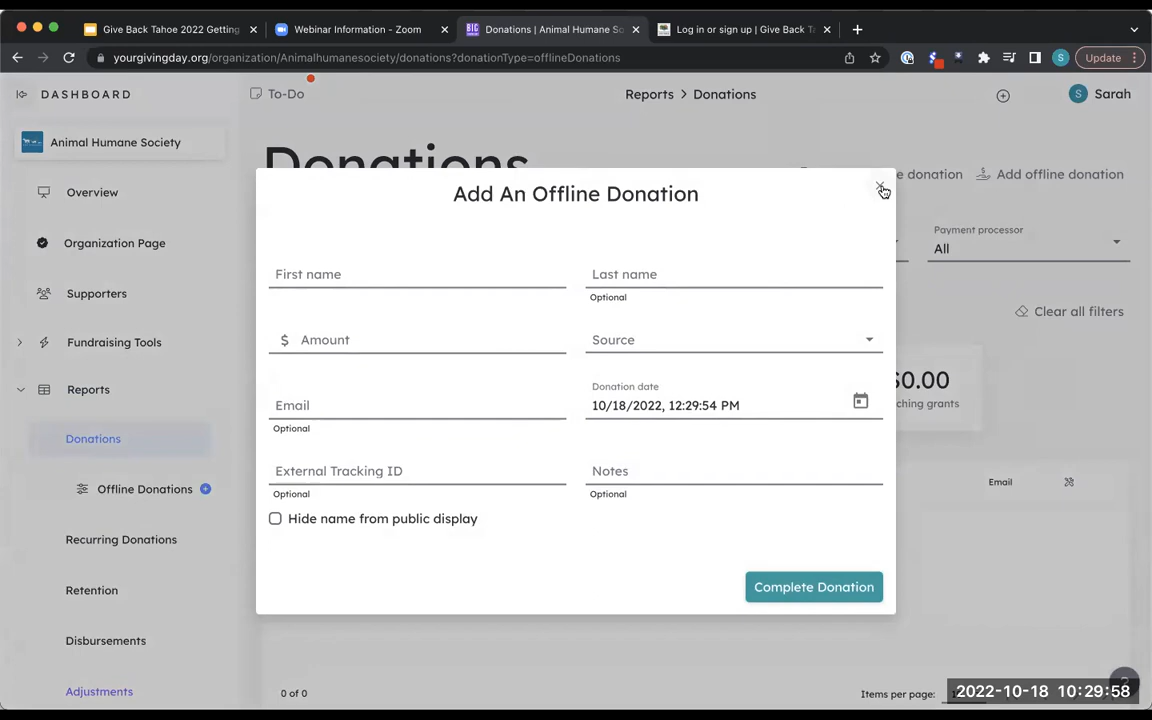 Give Back Tahoe 2022 Getting
Webinar Information - Zoom
Donations | Animal Humane So
Log in or sign up | Give Back T
yourgivingday.org/organization/Animalhumanesociety/donations?donationType=offlineDonations
S
Update
DASHBOARD
To-Do
Reports > Donations
S
Sarah
Animal Humane Society
Donations
e donation
Add offline donation
Add An Offline Donation
Overview
Payment processor
All
Organization Page
First name
Last name
Optional
Supporters
Clear all filters
Fundraising Tools
$ Amount
Source
Reports
Donation date
$0.00
Email
10/18/2022, 12:29:54 PM
ching grants
Optional
Donations
External Tracking ID
Notes
Email
Offline Donations
Optional
Optional
Hide name from public display
Recurring Donations
Retention
Complete Donation
Disbursements
Adjustments
0 of 0
Items per page:
2022-10-18 10:29:58